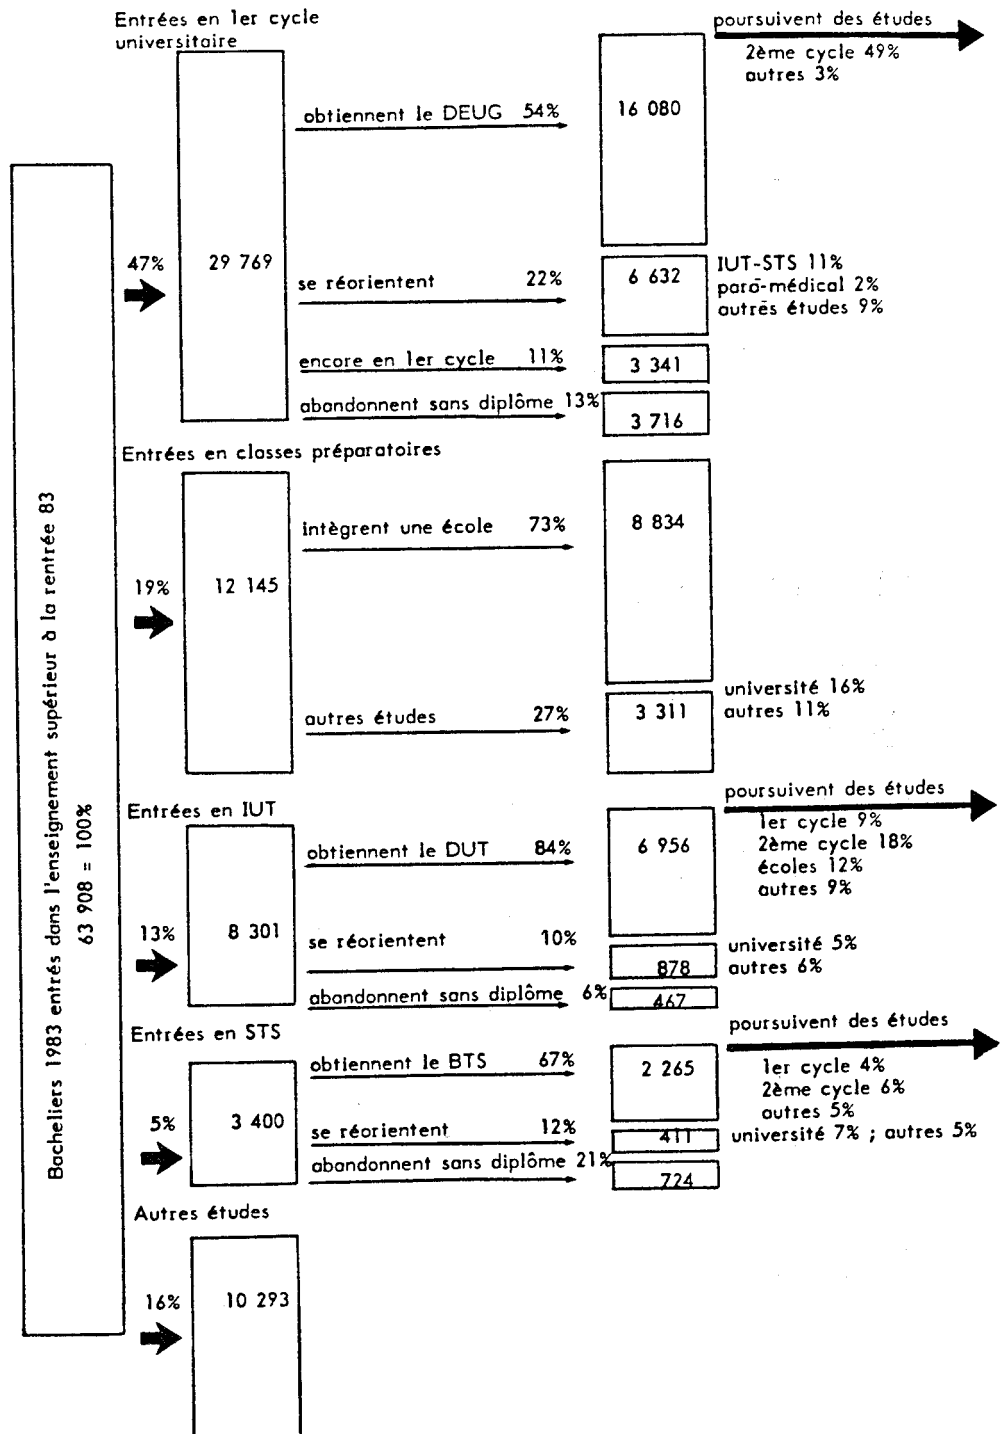 Entrées en 1er cycle
universitaire
poursuivent des études
2ème cycle 49%
autres 3%
obtiennent le DEUG 54%
16 080
47%
29 769
se réorientent 22%
6 632
IUT-STS 11%
para-médical 2%
autres études 9%
encore en 1er cycle 11%
3 341
abandonnent sans diplôme 13%
3 716
Bacheliers 1983 entrés dans l'enseignement supérieur à la rentrée 83
63 908 = 100%
Entrées en classes préparatoires
intègrent une école 73%
8 834
19%
12 145
autres études 27%
3 311
université 16%
autres 11%
Entrées en IUT
poursuivent des études
1er cycle 9%
2ème cycle 18%
écoles 12%
autres 9%
obtiennent le DUT 84%
6 956
13%
8 301
se réorientent 10%
878
université 5%
autres 6%
abandonnent sans diplôme 6%
467
Entrées en STS
poursuivent des études
1er cycle 4%
2ème cycle 6%
autres 5%
obtiennent le BTS 67%
2 265
5%
3 400
se réorientent 12%
411
université 7% ; autres 5%
abandonnent sans diplôme 21%
724
Autres études
16%
10 293